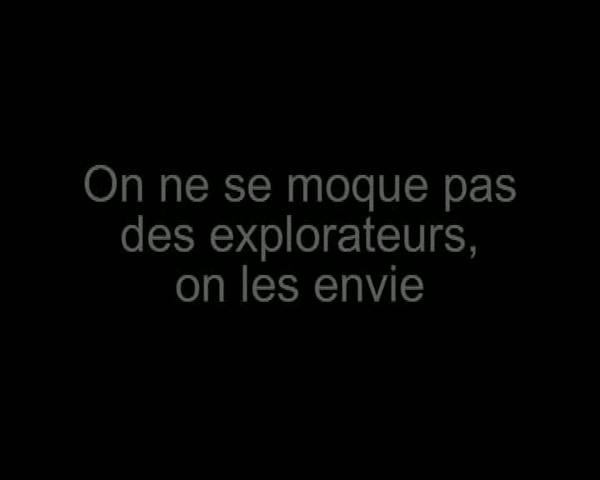 On ne se moque pas
des explorateurs,
on les envie